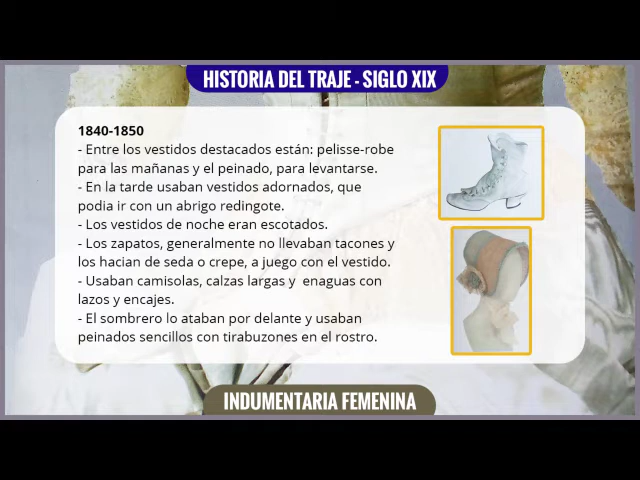 HISTORIA DEL TRAJE - SIGLO XIX
1840-1850
- Entre los vestidos destacados están: pelisse-robe
para las mañanas y el peinado, para levantarse.
- En la tarde usaban vestidos adornados, que
podia ir con un abrigo redingote.
- Los vestidos de noche eran escotados.
- Los zapatos, generalmente no llevaban tacones y
los hacian de seda o crepe, a juego con el vestido.
- Usaban camisolas, calzas largas y enaguas con
lazos y encajes.
- El sombrero lo ataban por delante y usaban
peinados sencillos con tirabuzones en el rostro.
INDUMENTARIA FEMENINA